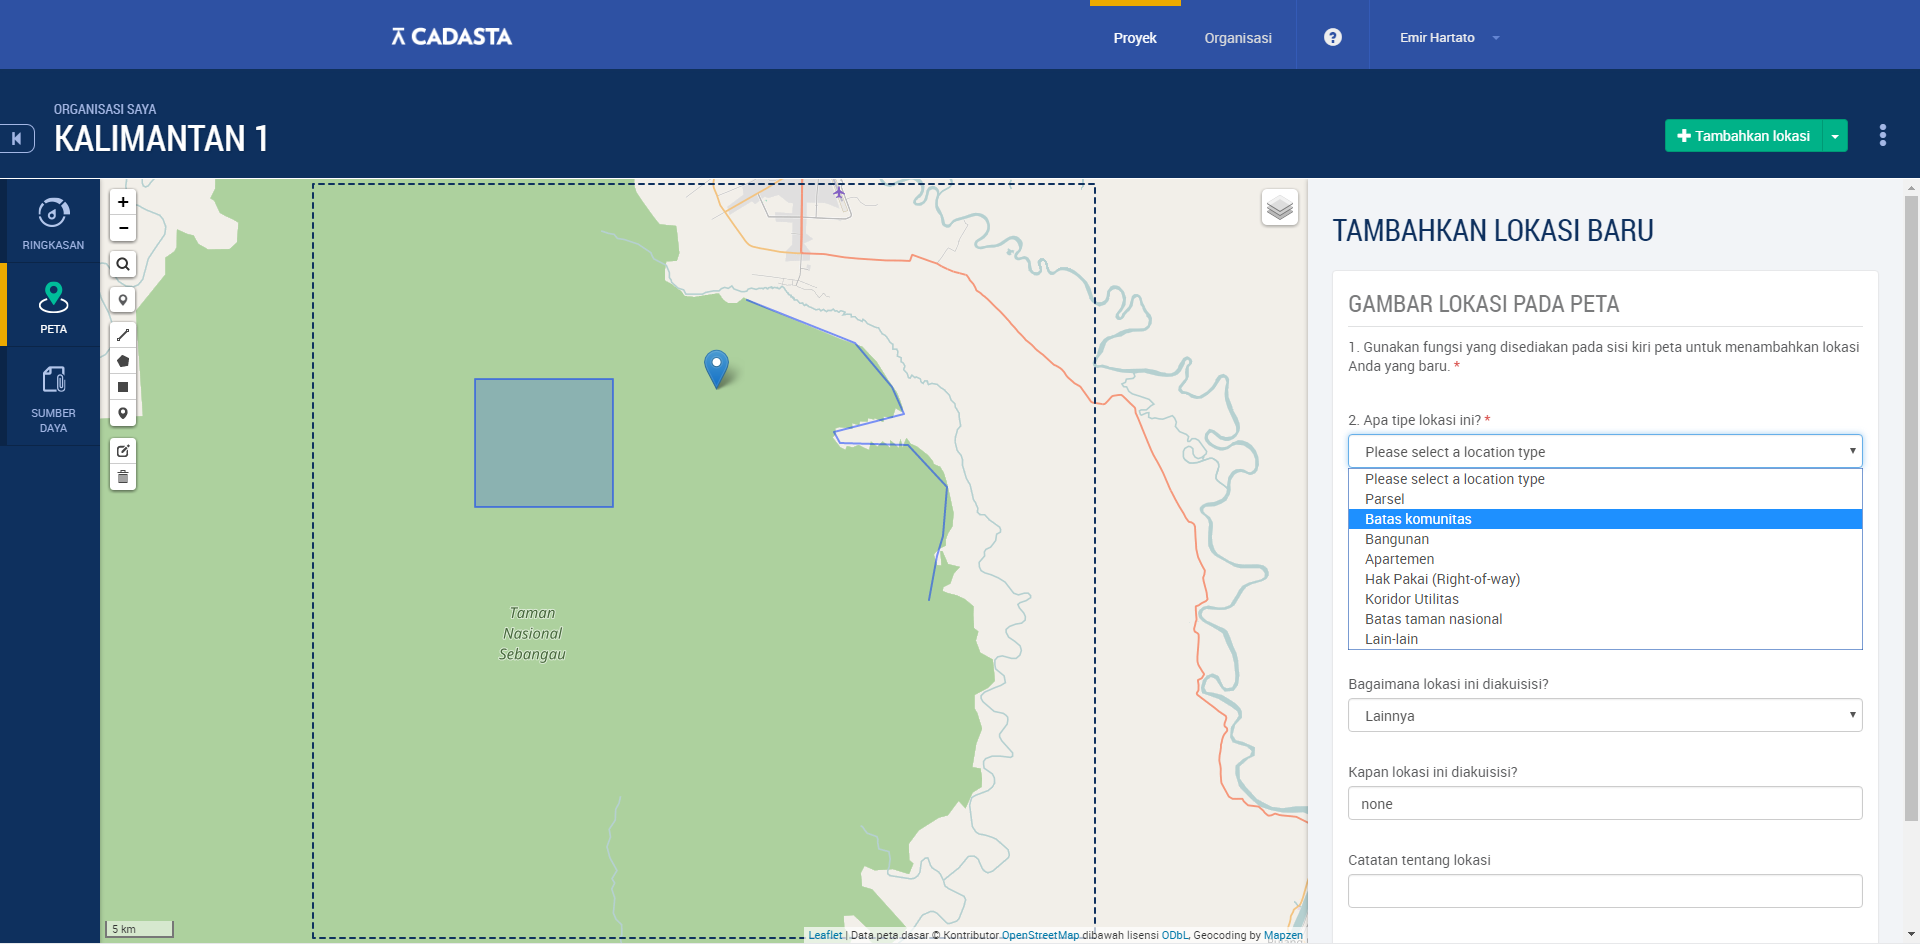 CADASTA
Proyek
Organisasi
?
Emir Hartato
ORGANISASI SAYA
KALIMANTAN 1
Tambahkan lokasi
RINGKASAN
PETA
SUMBER
DAYA
+
-
Taman
Nasional
Sebangau
5 km
Leaflet | Data peta dasar © Kontributor OpenStreetMap dibawah lisensi ODbL, Geocoding by Mapzen
TAMBAHKAN LOKASI BARU
GAMBAR LOKASI PADA PETA
1. Gunakan fungsi yang disediakan pada sisi kiri peta untuk menambahkan lokasi
Anda yang baru. *
2. Apa tipe lokasi ini? *
Please select a location type
Please select a location type
Parsel
Batas komunitas
Bangunan
Apartemen
Hak Pakai (Right-of-way)
Koridor Utilitas
Batas taman nasional
Lain-lain
Bagaimana lokasi ini diakuisisi?
Lainnya
Kapan lokasi ini diakuisisi?
none
Catatan tentang lokasi